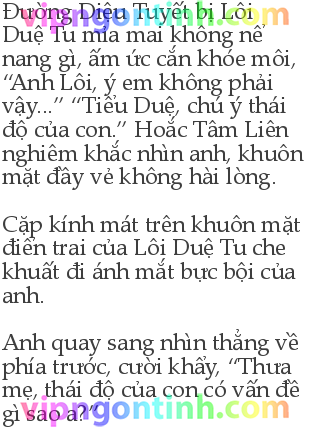 Đường Diệu Tuyết bị Lôi
Duệ Tu mỉa mai không nể
nang gì, ấm ức cắn khóe môi,
“Anh Lôi, ý em không phải
vậy...” “Tiểu Duệ, chú ý thái
độ của con.” Hoắc Tâm Liên
nghiêm khắc nhìn anh, khuôn
mặt đầy vẻ không hài lòng.
Cặp kính mát trên khuôn mặt
điển trai của Lôi Duệ Tu che
khuất đi ánh mắt bực bội của
anh.
Anh quay sang nhìn thẳng về
phía trước, cười khẩy, “Thưa
mẹ, thái độ của con có vấn đề
gì sao ạ?”
vipngontinh.com
vipngontinh.com